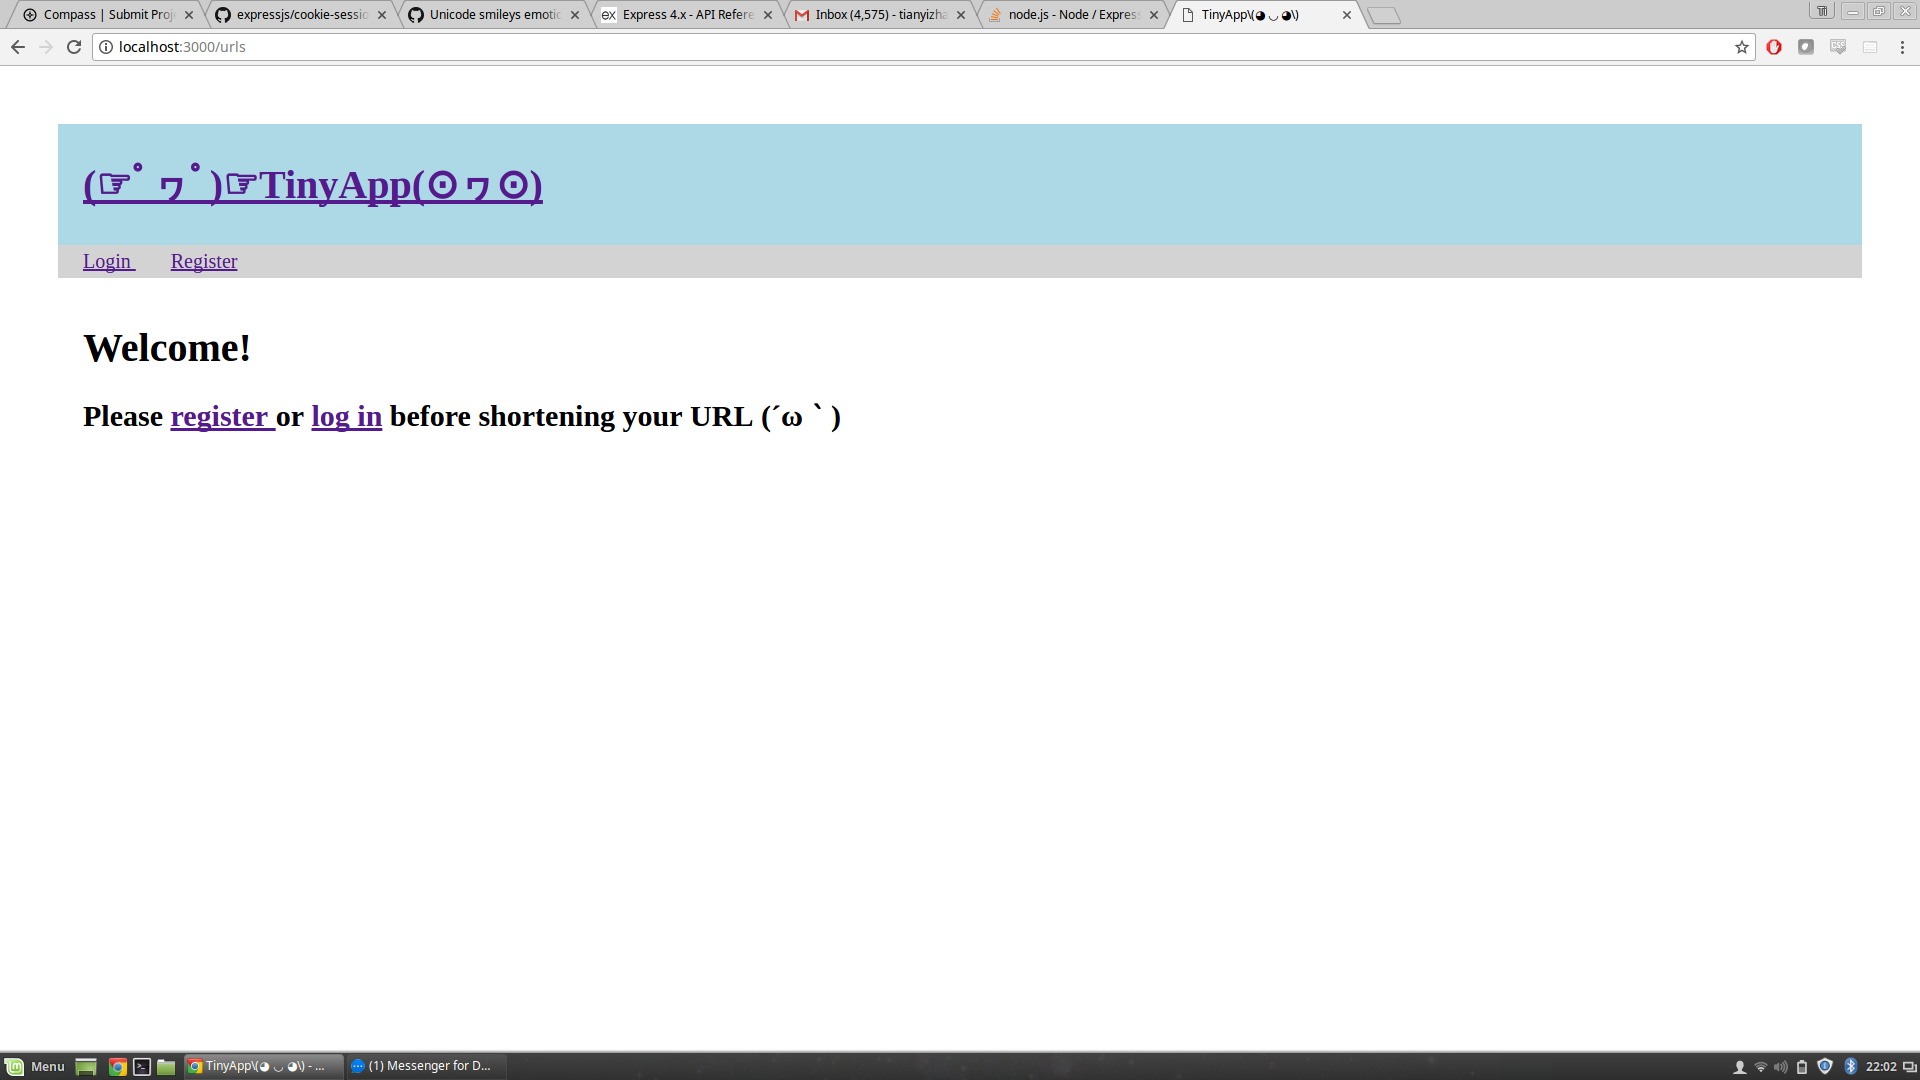 Compass | Submit Proj
expressjs/cookie-sessio
Unicode smileys emotic
Express 4.x - API Refere
Inbox (4,575) - tianyizha
node.js - Node / Express
TinyApp\(◕ ◡ ◕\)
localhost:3000/urls
(☞ﾟヮﾟ)☞TinyApp(⊙ヮ⊙)
Login Register
Welcome!
Please register or log in before shortening your URL (´ω｀)
Menu
TinyApp\(◕ ◡ ◕\) - ...
(1) Messenger for D...
22:02